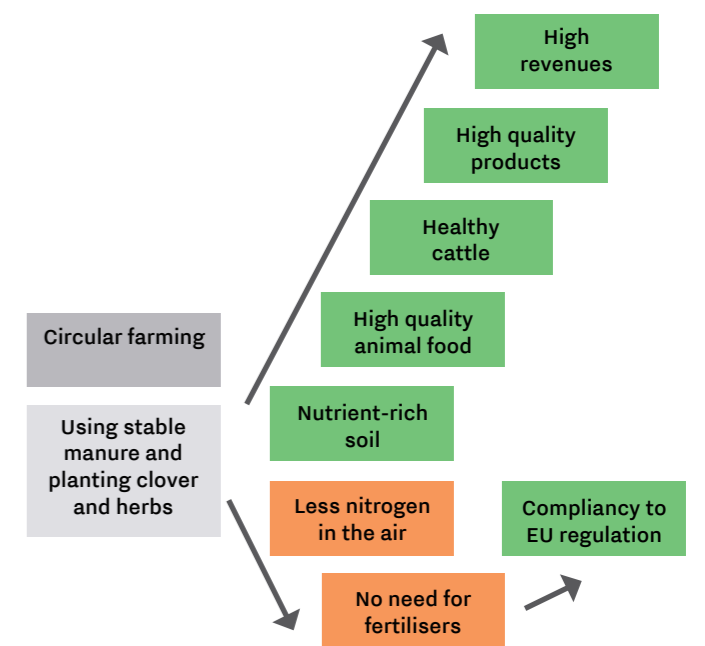 High
revenues
High quality
products
Healthy
cattle
High quality
animal food
Circular farming
Using stable
manure and
planting clover
and herbs
Nutrient-rich
soil
Less nitrogen
in the air
Compliancy to
EU regulation
No need for
fertilisers